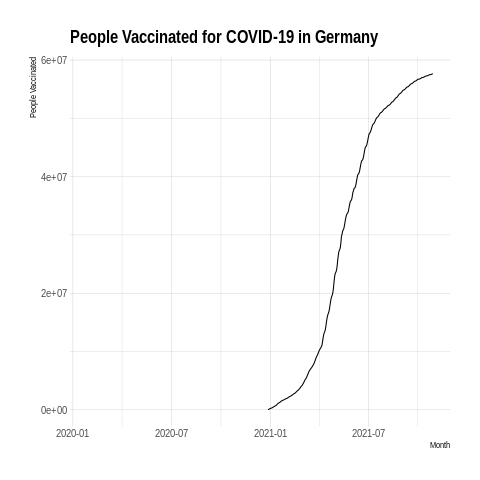 People Vaccinated for COVID-19 in Germany
People Vaccinated
6e+07
4e+07
2e+07
0e+00
2020-01 2020-07 2021-01 2021-07
Month